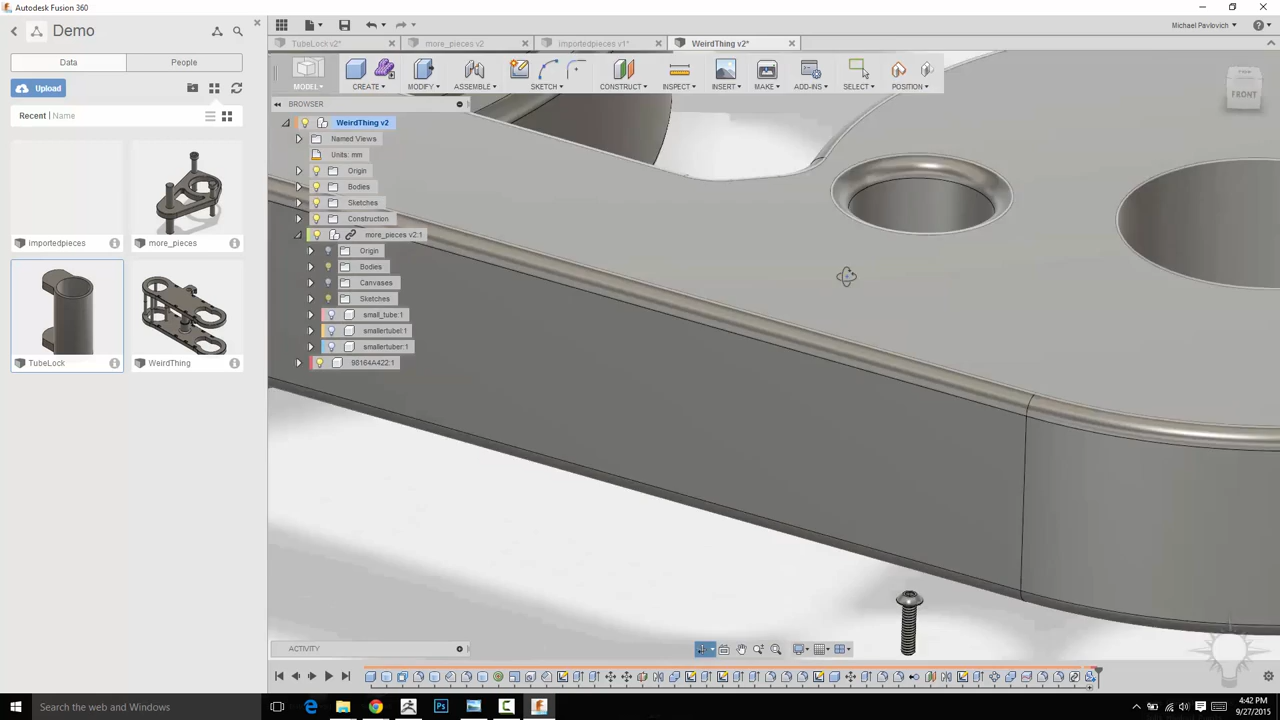 Autodesk Fusion 360
Demo
Data
People
Upload
Recent | Name
importedpieces
more_pieces
TubeLock
WeirdThing
Michael Pavlovich
TubeLock v2*
more_pieces v2
importedpieces v1*
WeirdThing v2*
MODEL
CREATE
MODIFY
ASSEMBLE
SKETCH
CONSTRUCT
INSPECT
INSERT
MAKE
ADD-INS
SELECT
POSITION
FRONT
BROWSER
WeirdThing v2
Named Views
Units: mm
Origin
Bodies
Sketches
Construction
more_pieces v2:1
Origin
Bodies
Canvases
Sketches
small_tube:1
smallertubel:1
smallertuber:1
98164A422:1
ACTIVITY
Search the web and Windows
4:42 PM
9/27/2015